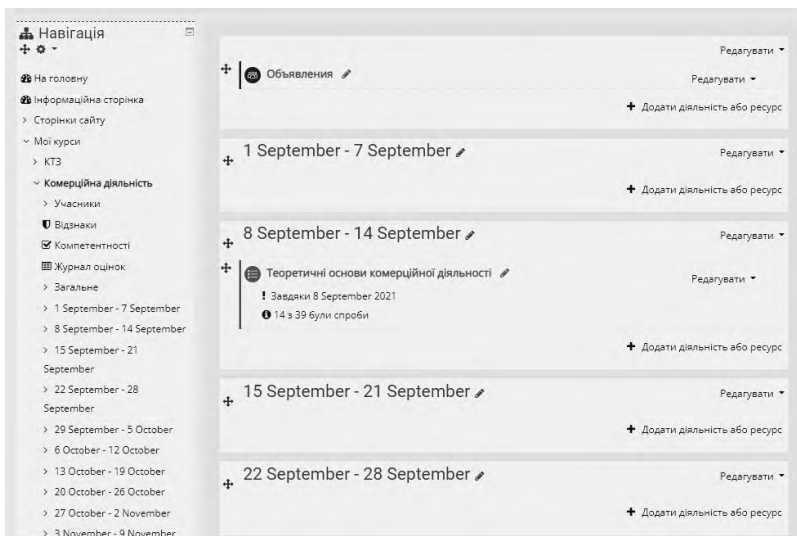 Навігація
На головну
Інформаційна сторінка
Сторінки сайту
Мої курси
КТЗ
Комерційна діяльність
Учасники
Відзнаки
Компетентності
Журнал оцінок
Загальне
1 September - 7 September
8 September - 14 September
15 September - 21
September
22 September - 28
September
29 September - 5 October
6 October - 12 October
13 October - 19 October
20 October - 26 October
27 October - 2 November
3 November - 9 November
Редагувати
Объявления
Редагувати
Додати діяльність або ресурс
1 September - 7 September
Редагувати
Додати діяльність або ресурс
8 September - 14 September
Редагувати
Теоретичні основи комерційної діяльності
Редагувати
Завдяки 8 September 2021
14 з 39 були спроби
Додати діяльність або ресурс
15 September - 21 September
Редагувати
Додати діяльність або ресурс
22 September - 28 September
Редагувати
Додати діяльність або ресурс